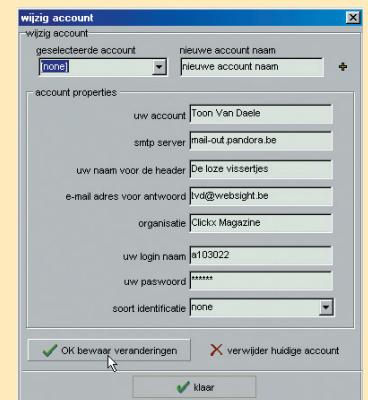 wijzig account
wijzig account
geselecteerde account nieuwe account naam
[none] nieuwe account naam
account properties
uw account Toon Van Daele
smtp server mail-out.pandora.be
uw naam voor de header De loze vissertjes
e-mail adres voor antwoord tvd@websight.be
organisatie Clickx Magazine
uw login naam a103022
uw paswoord ******
soort identificatie none
OK bewaar veranderingen verwijder huidige account
klaar